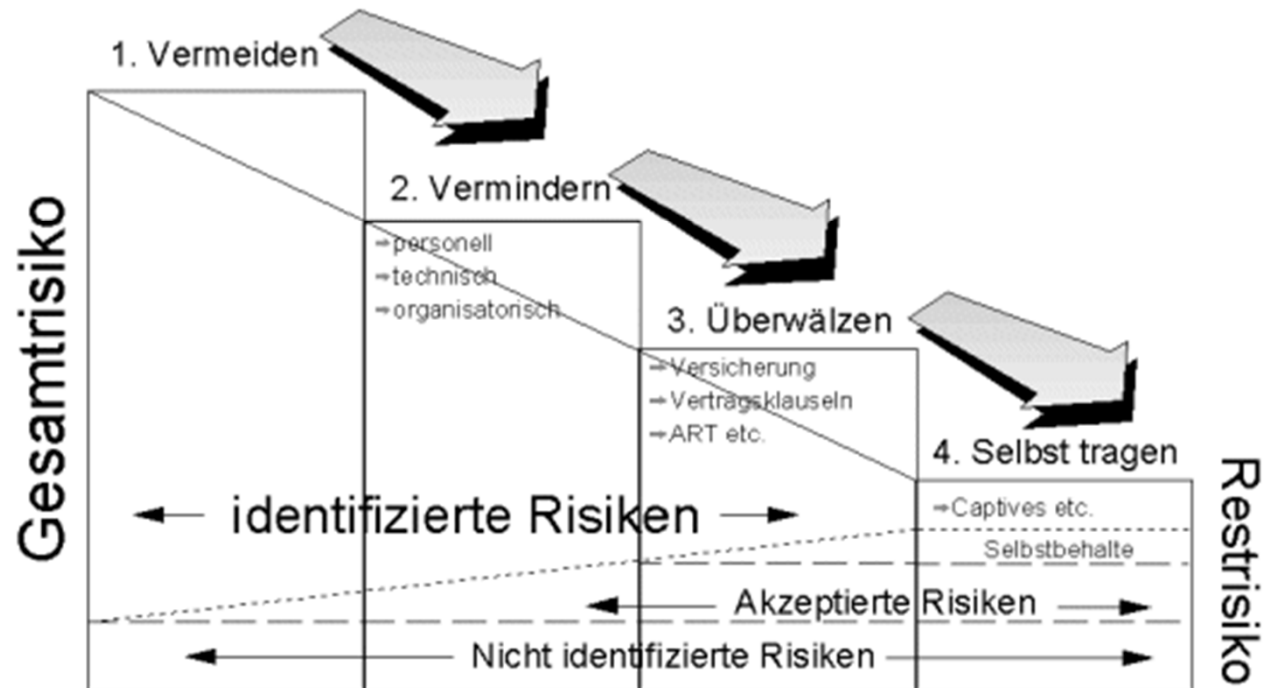 1. Vermeiden
2. Vermindern
⇒personell
⇒technisch
⇒organisatorisch
3. Überwälzen
⇒Versicherung
⇒Vertragsklauseln
⇒ART etc.
4. Selbst tragen
⇒Captives etc.
Selbstbehalte
Gesamtrisiko
identifizierte Risiken
Akzeptierte Risiken
Nicht identifizierte Risiken
Restrisiko